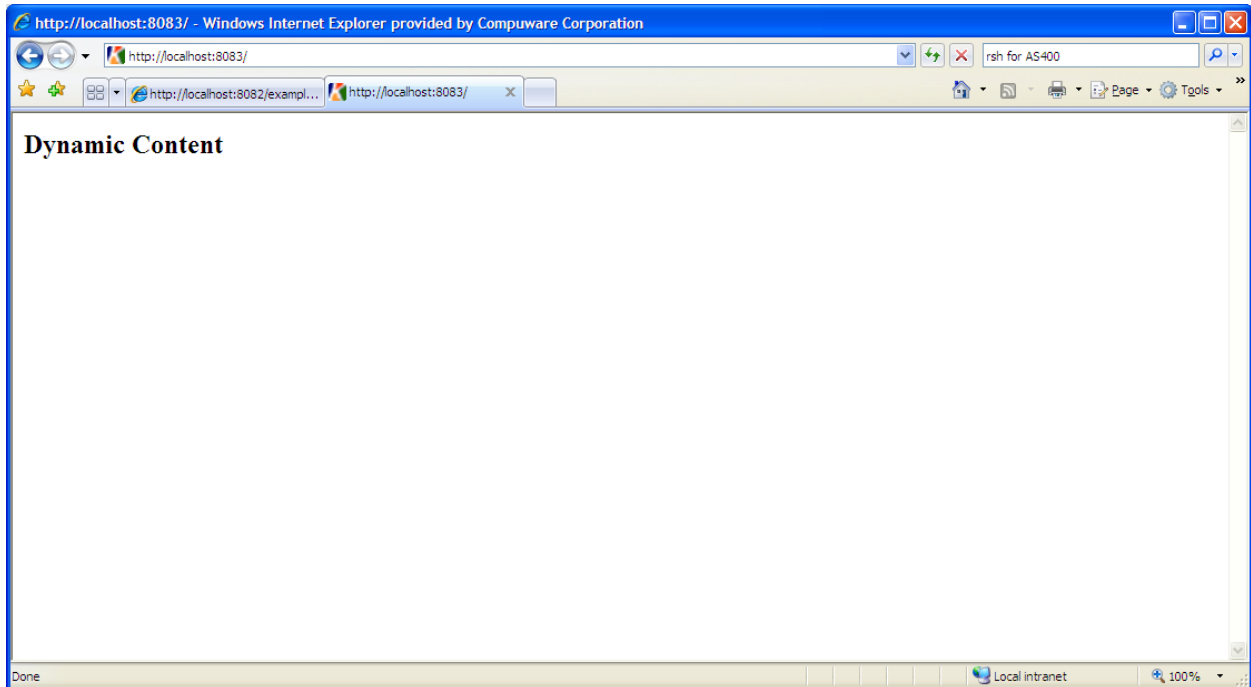 http://localhost:8083/ - Windows Internet Explorer provided by Compuware Corporation
http://localhost:8083/ rsh for AS400
http://localhost:8082/exampl... http://localhost:8083/ Page Tools »
Dynamic Content
Done Local intranet 100%